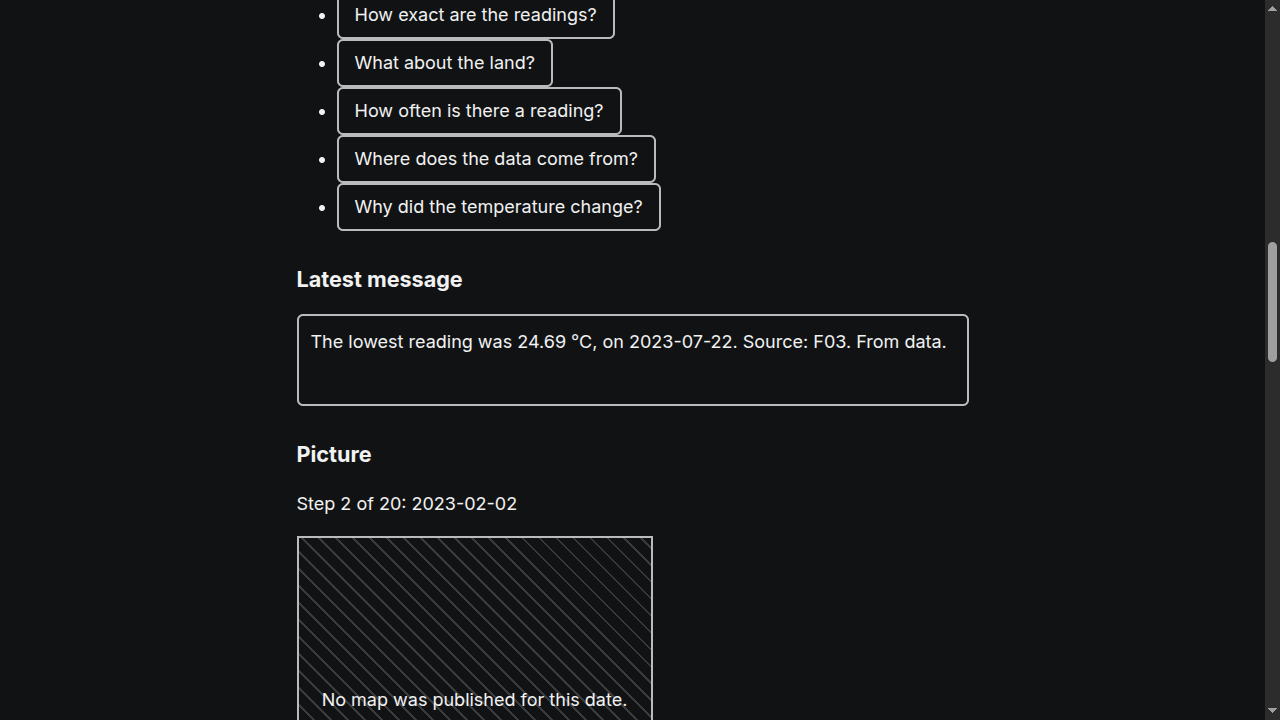 How exact are the readings?
What about the land?
How often is there a reading?
Where does the data come from?
Why did the temperature change?
Latest message
The lowest reading was 24.69 °C, on 2023-07-22. Source: F03. From data.
Picture
Step 2 of 20: 2023-02-02
No map was published for this date.